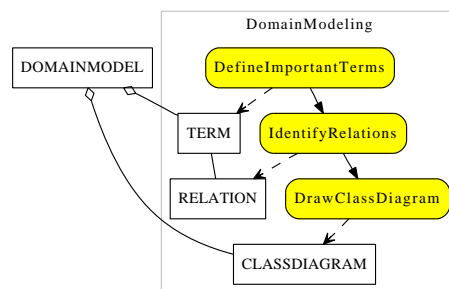 DomainModeling
DOMAINMODEL
DefineImportantTerms
TERM
IdentifyRelations
RELATION
DrawClassDiagram
CLASSDIAGRAM